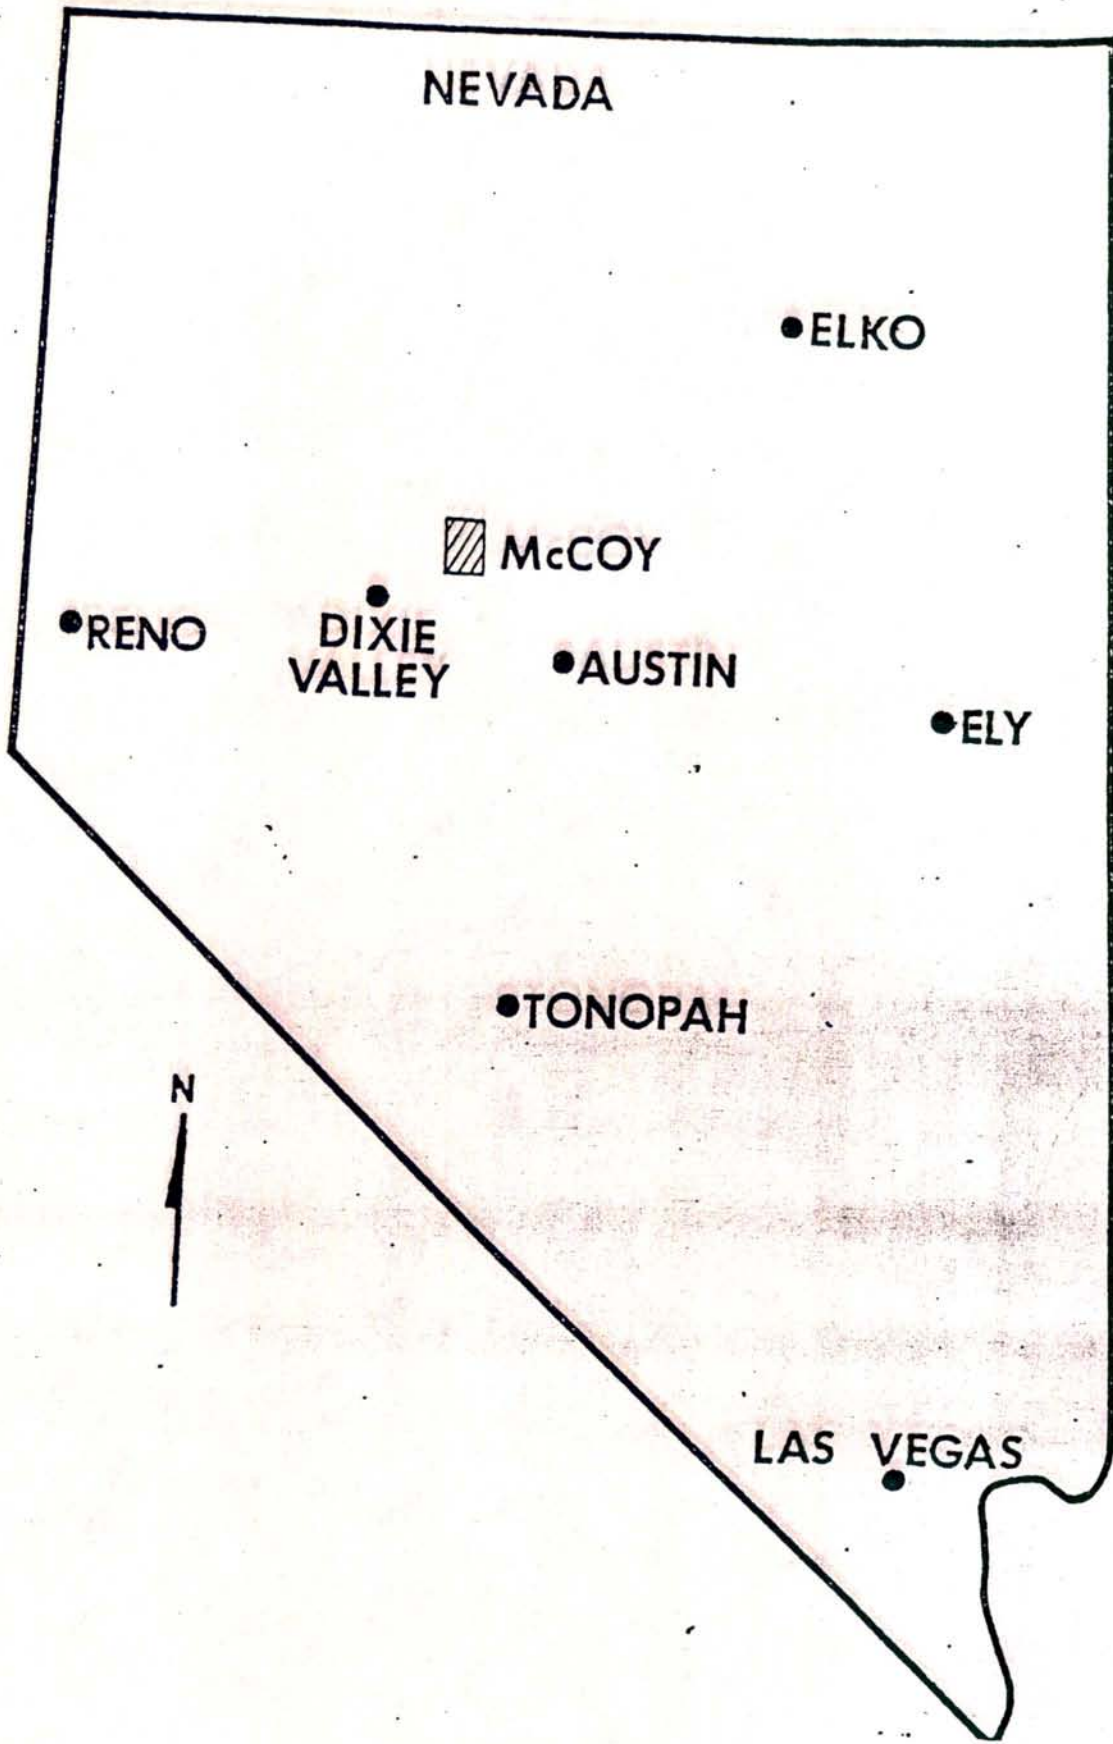 NEVADA
ELKO
McCOY
RENO
DIXIE
VALLEY
AUSTIN
ELY
TONOPAH
N
LAS VEGAS